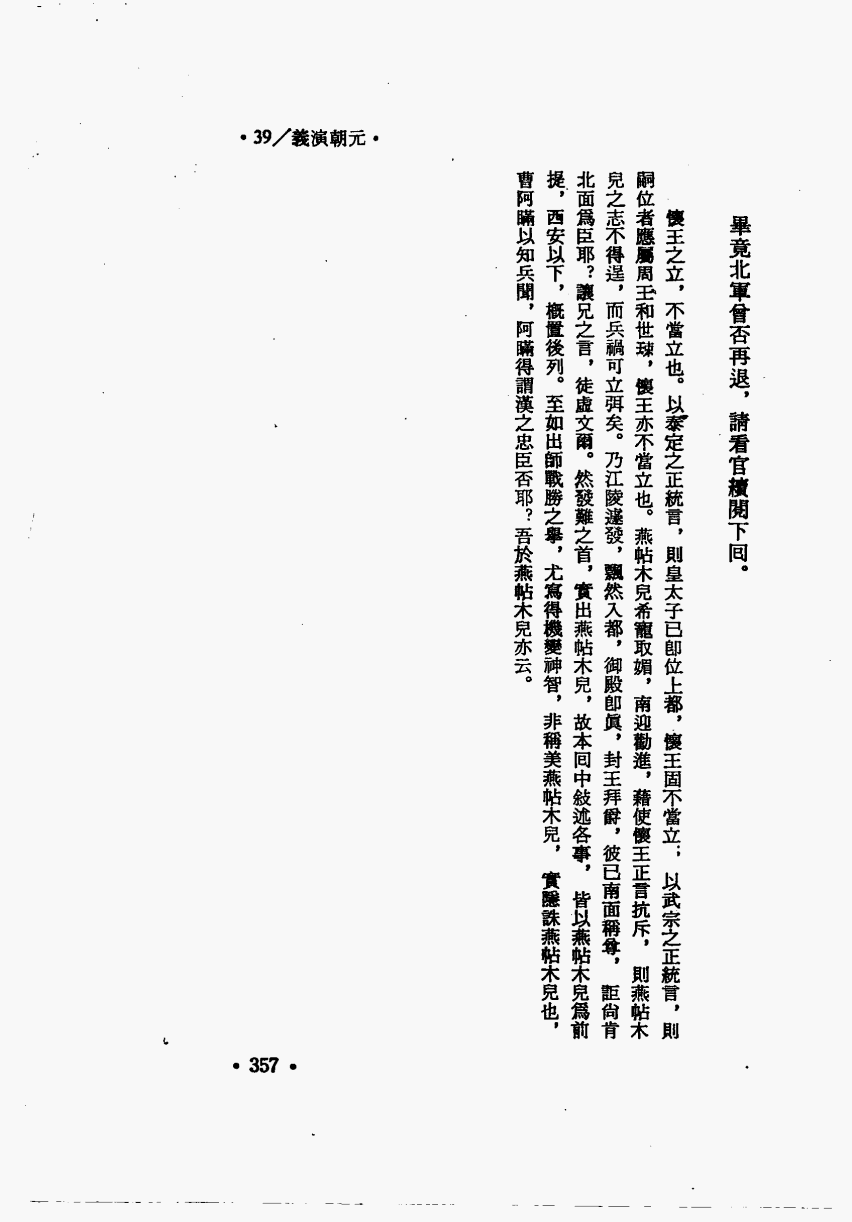 •39／義演朝元•
畢竟北軍曾否再退，請看官續閱下回。
懷王之立，不當立也。以泰定之正統言，則皇太子已卽位上都，懷王固不當立；以武宗之正統言，則
嗣位者應屬周王和世㻋，懷王亦不當立也。燕帖木兒希寵取媚，南迎勸進，藉使懷王正言抗斥，則燕帖木
兒之志不得逞，而兵禍可立弭矣。乃江陵遽發，飄然入都，御殿卽眞，封王拜爵，彼已南面稱尊，詎尙肯
北面爲臣耶？讓兄之言，徒虛文爾。然發難之首，實出燕帖木兒，故本回中敍述各事，皆以燕帖木兒爲前
提，西安以下，概置後列。至如出師戰勝之舉，尤寫得機變神智，非稱美燕帖木兒，實隱誅燕帖木兒也，
曹阿瞞以知兵聞，阿瞞得謂漢之忠臣否耶？吾於燕帖木兒亦云。
•357•